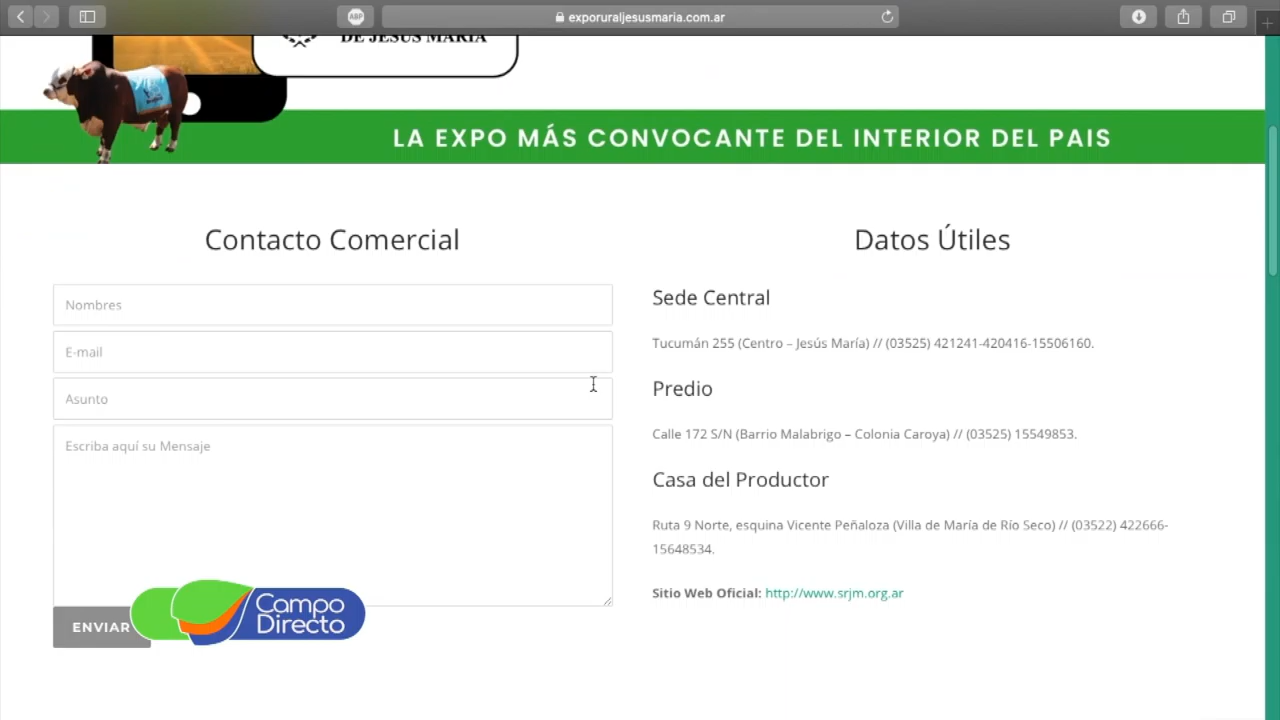 ABP
exporuraljesusmaria.com.ar
DE JESÚS MARÍA
LA EXPO MÁS CONVOCANTE DEL INTERIOR DEL PAIS
Contacto Comercial
Nombres
E-mail
Asunto
Escriba aquí su Mensaje
ENVIAR
Campo
Directo
Datos Útiles
Sede Central
Tucumán 255 (Centro – Jesús María) // (03525) 421241-420416-15506160.
Predio
Calle 172 S/N (Barrio Malabrigo – Colonia Caroya) // (03525) 15549853.
Casa del Productor
Ruta 9 Norte, esquina Vicente Peñaloza (Villa de María de Río Seco) // (03522) 422666-
15648534.
Sitio Web Oficial: http://www.srjm.org.ar